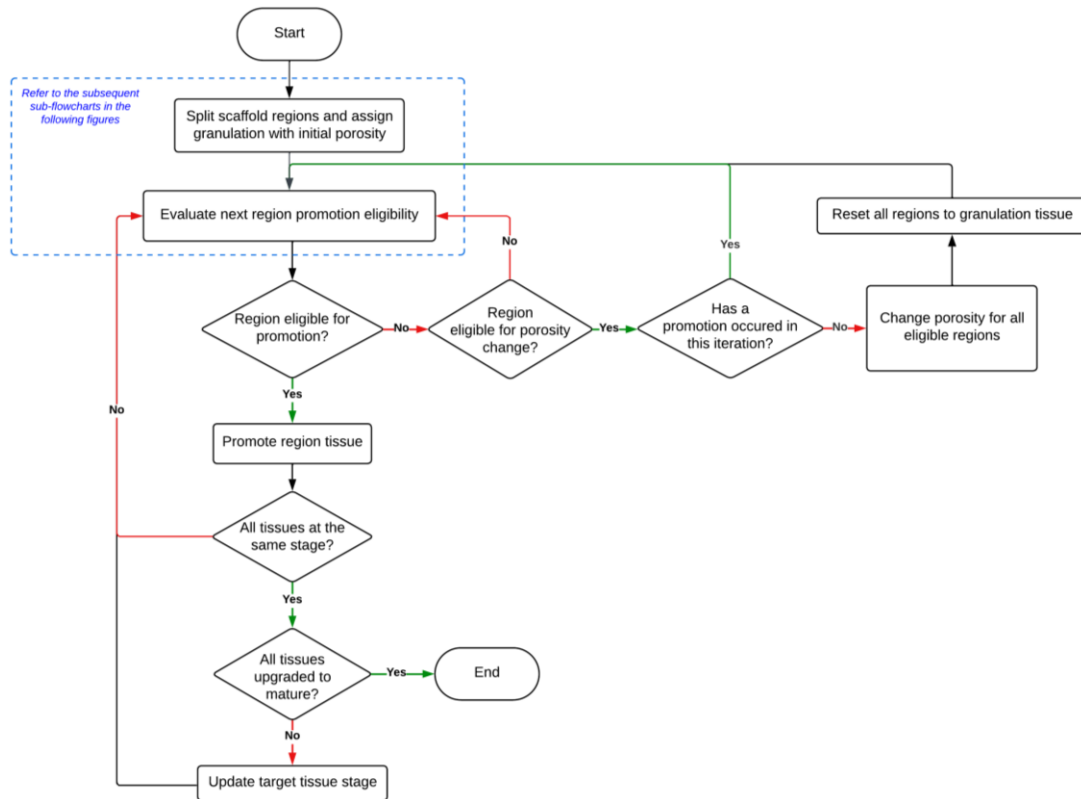 Start
Refer to the subsequent
sub-flowcharts in the
following figures
Split scaffold regions and assign
granulation with initial porosity
Evaluate next region promotion eligibility
Reset all regions to granulation tissue
No
Yes
Region eligible for
promotion?
No
Region
eligible for porosity
change?
Yes
Has a
promotion occured in
this iteration?
No
Change porosity for all
eligible regions
Yes
No
Promote region tissue
All tissues at the
same stage?
Yes
All tissues
upgraded to
mature?
Yes
End
No
Update target tissue stage